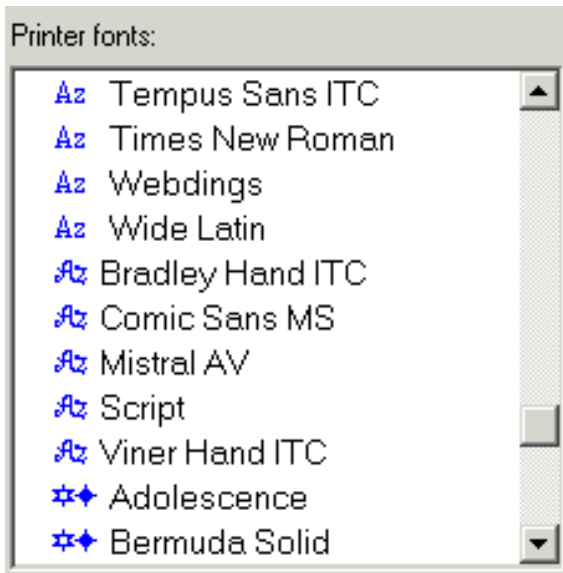 Printer fonts:
Az Tempus Sans ITC
Az Times New Roman
Az Webdings
Az Wide Latin
Az Bradley Hand ITC
Az Comic Sans MS
Az Mistral AV
Az Script
Az Viner Hand ITC
Adolescence
Bermuda Solid